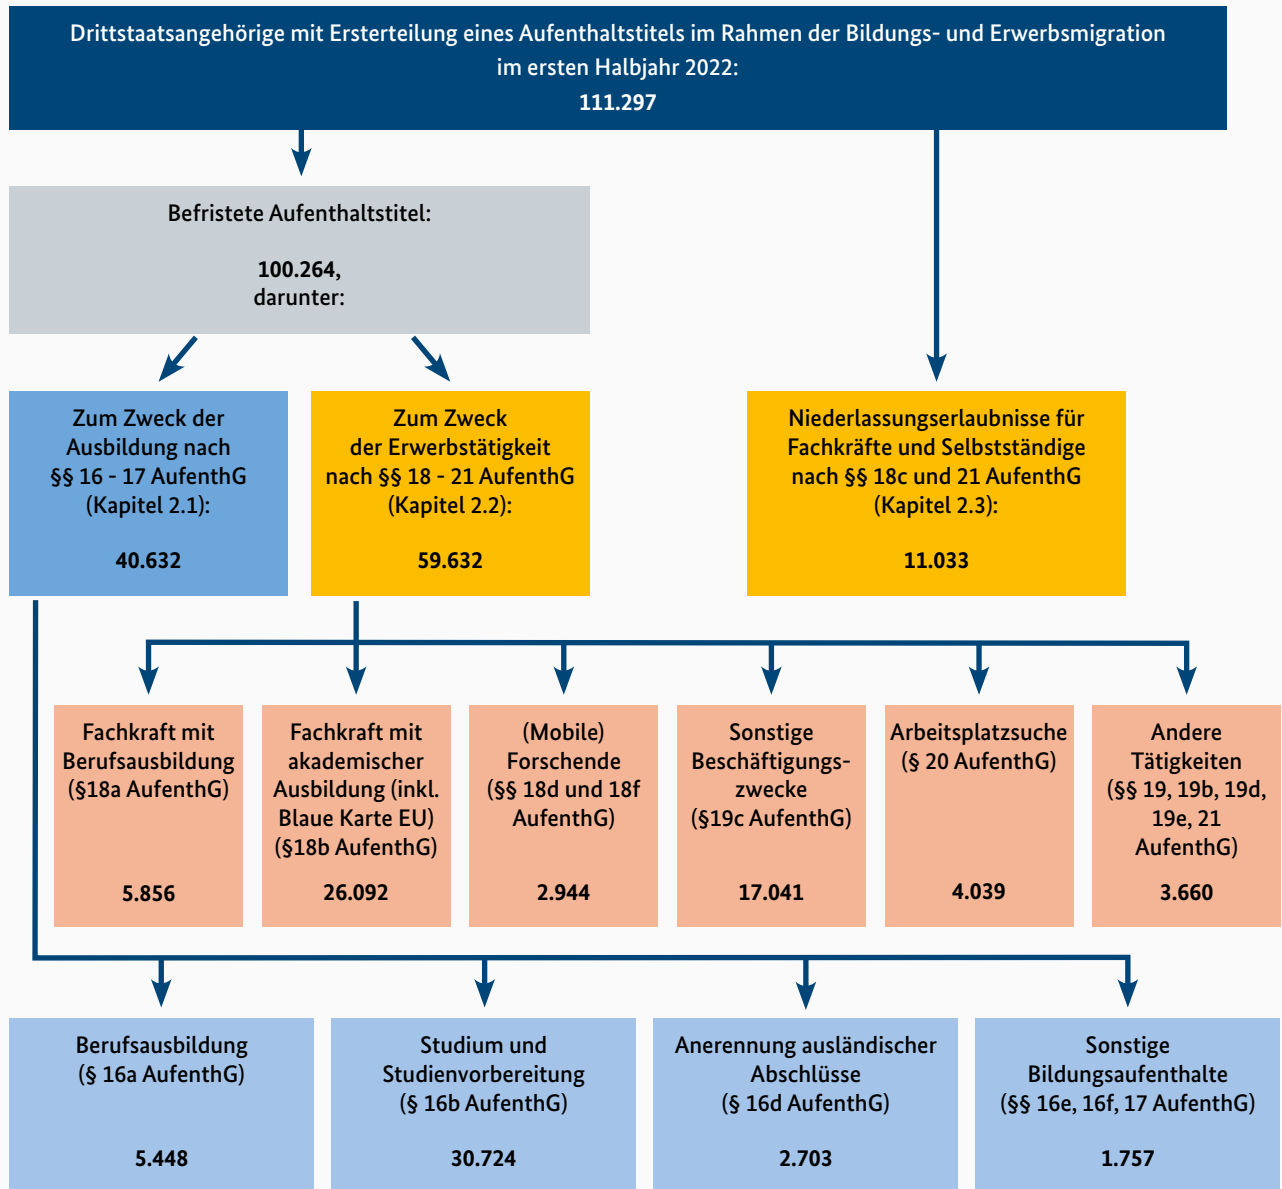 Drittstaatsangehörige mit Ersterteilung eines Aufenthaltstitels im Rahmen der Bildungs- und Erwerbsmigration
im ersten Halbjahr 2022:
111.297
Befristete Aufenthaltstitel:
100.264,
darunter:
Zum Zweck der
Ausbildung nach
§§ 16 - 17 AufenthG
(Kapitel 2.1):
40.632
Zum Zweck
der Erwerbstätigkeit
nach §§ 18 - 21 AufenthG
(Kapitel 2.2):
59.632
Niederlassungserlaubnisse für
Fachkräfte und Selbstständige
nach §§ 18c und 21 AufenthG
(Kapitel 2.3):
11.033
Fachkraft mit
Berufsausbildung
(§18a AufenthG)
5.856
Fachkraft mit
akademischer
Ausbildung (inkl.
Blaue Karte EU)
(§18b AufenthG)
26.092
(Mobile)
Forschende
(§§ 18d und 18f
AufenthG)
2.944
Sonstige
Beschäftigungs-
zwecke
(§19c AufenthG)
17.041
Arbeitsplatzsuche
(§ 20 AufenthG)
4.039
Andere
Tätigkeiten
(§§ 19, 19b, 19d,
19e, 21
AufenthG)
3.660
Berufsausbildung
(§ 16a AufenthG)
5.448
Studium und
Studienvorbereitung
(§ 16b AufenthG)
30.724
Anerennung ausländischer
Abschlüsse
(§ 16d AufenthG)
2.703
Sonstige
Bildungsaufenthalte
(§§ 16e, 16f, 17 AufenthG)
1.757